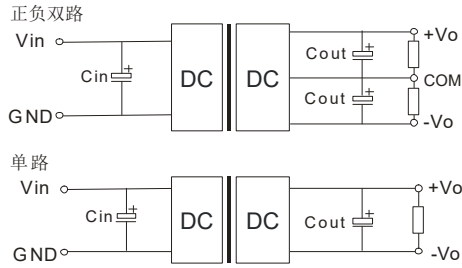 正负双路
Vin
+Vo
Cin
+
DC
DC
Cout
+
COM
Cout
+
GND
-Vo
单路
Vin
+Vo
Cin
+
DC
DC
Cout
+
GND
-Vo